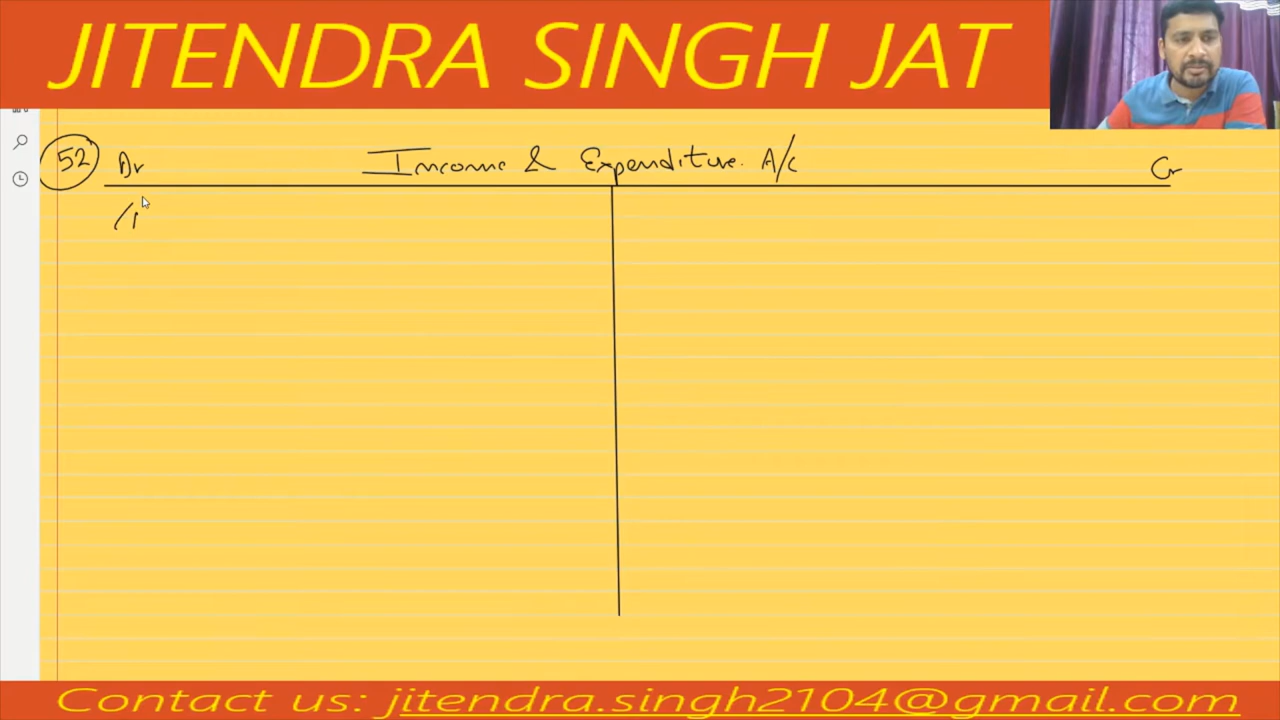 JITENDRA SINGH JAT
52 Dr Income & Expenditure A/c Cr
Contact us: jitendra.singh2104@gmail.com